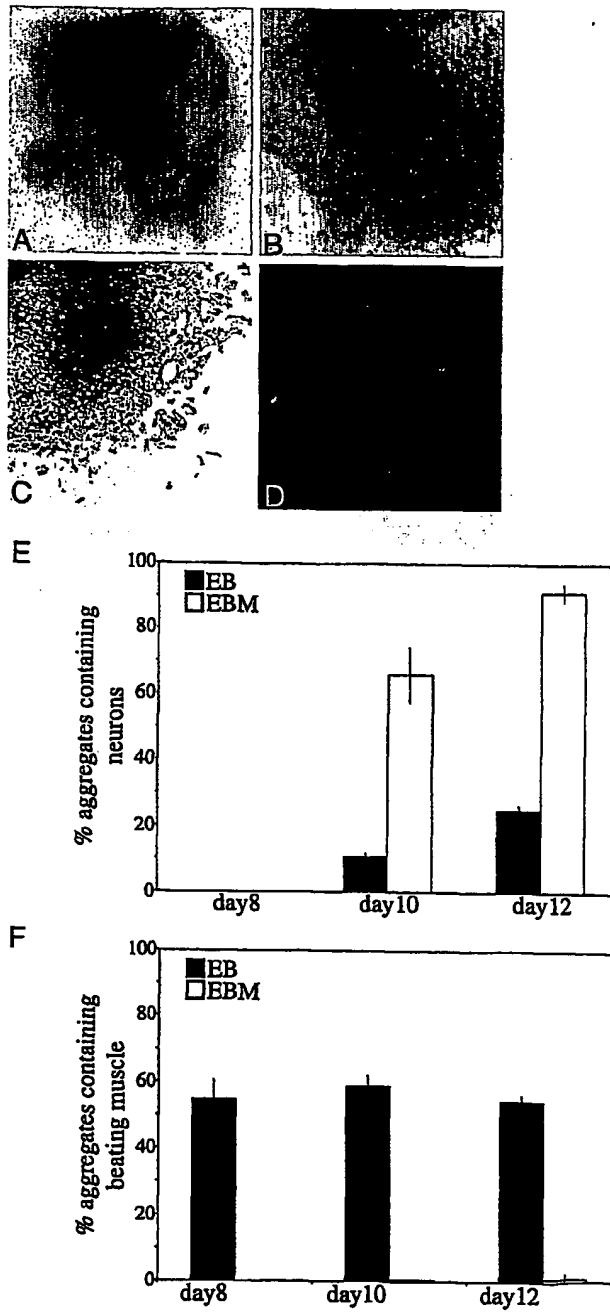 A
B
C
D
E
EB
EBM
% aggregates containing
neurons
100
80
60
40
20
0
day8
day10
day12
F
EB
EBM
% aggregates containing
beating muscle
100
80
60
40
20
0
day8
day10
day12